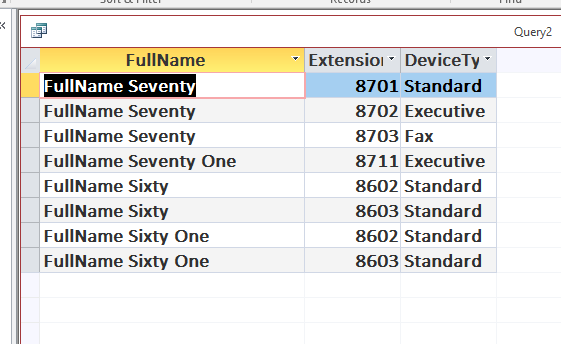 Sort & Filter Records Find
Query2
FullName Extension DeviceTy
FullName Seventy 8701 Standard
FullName Seventy 8702 Executive
FullName Seventy 8703 Fax
FullName Seventy One 8711 Executive
FullName Sixty 8602 Standard
FullName Sixty 8603 Standard
FullName Sixty One 8602 Standard
FullName Sixty One 8603 Standard